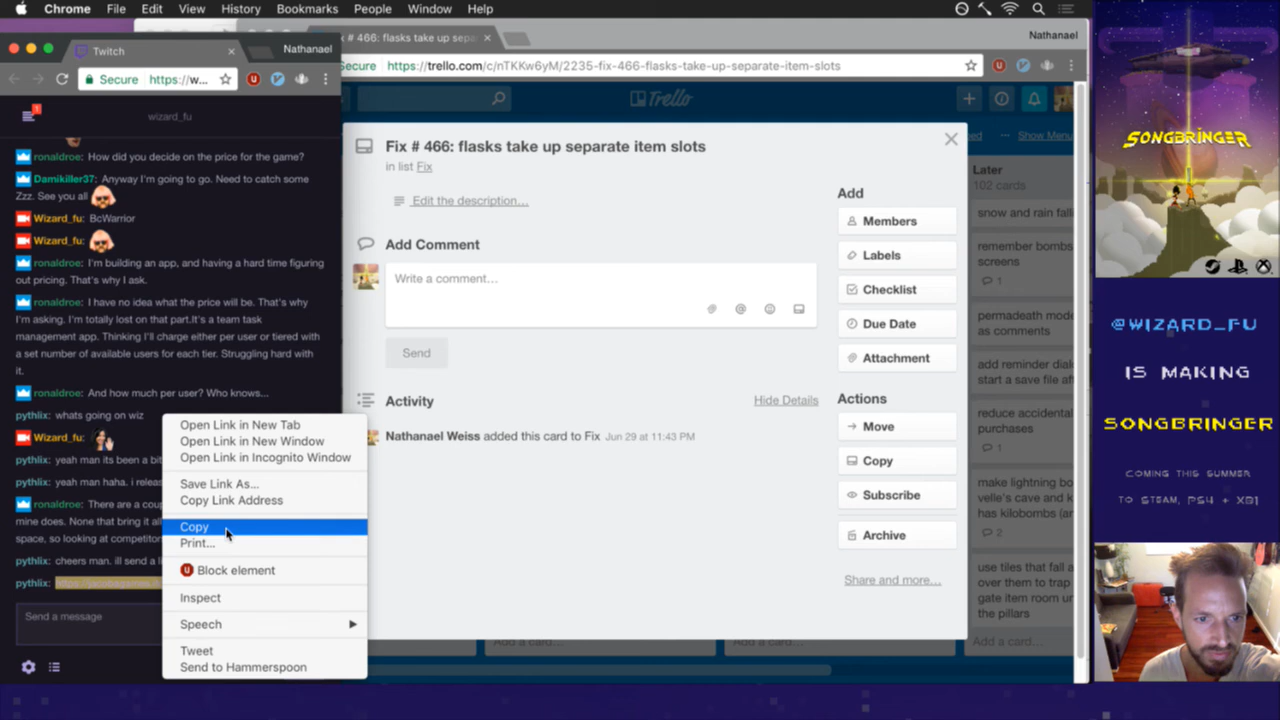 Chrome File Edit View History Bookmarks People Window Help
Twitch
Nathanael
# 466: flasks take up sepa
Nathanael
Secure https://w...
Secure https://trello.com/c/nTKKw6yM/2235-fix-466-flasks-take-up-separate-item-slots
1
wizard_fu
ronaldroe: How did you decide on the price for the game?
Damikiller37: Anyway I'm going to go. Need to catch some
Zzz. See you all
Wizard_fu: BcWarrior
Wizard_fu:
ronaldroe: I'm building an app, and having a hard time figuring
out pricing. That's why I ask.
ronaldroe: I have no idea what the price will be. That's why
I'm asking. I'm totally lost on that part.It's a team task
management app. Thinking I'll charge either per user or tiered with
a set number of available users for each tier. Struggling hard with
it.
ronaldroe: And how much per user? Who knows...
pythlix: whats going on wiz
Wizard_fu:
pythlix: yeah man its been a bit
pythlix: yeah man haha. i releas
ronaldroe: There are a coup
mine does. None that bring it all
space, so looking at competitor
pythlix: cheers man. ill send a li
pythlix:
Send a message
Open Link in New Tab
Open Link in New Window
Open Link in Incognito Window
Save Link As...
Copy Link Address
Copy
Print...
Block element
Inspect
Speech
Tweet
Send to Hammerspoon
Trello
Show Menu
Fix # 466: flasks take up separate item slots
in list Fix
Edit the description...
Add Comment
Write a comment...
Send
Activity
Hide Details
Nathanael Weiss added this card to Fix Jun 29 at 11:43 PM
Add
Members
Labels
Checklist
Due Date
Attachment
Actions
Move
Copy
Subscribe
Archive
Share and more...
Later
102 cards
snow and rain fall
remember bombs
screens
1
permadeath mode
as comments
add reminder dialo
start a save file aft
reduce accidental
purchases
1
make lightning bo
velle's cave and k
has kilobombs (an
2
use tiles that fall a
over them to trap
gate item room un
the pillars
Add a card...
Add a card...
Add a card...
SONGBRINGER
@WIZARD_FU
IS MAKING
SONGBRINGER
COMING THIS SUMMER
TO STEAM, PS4 + XB1